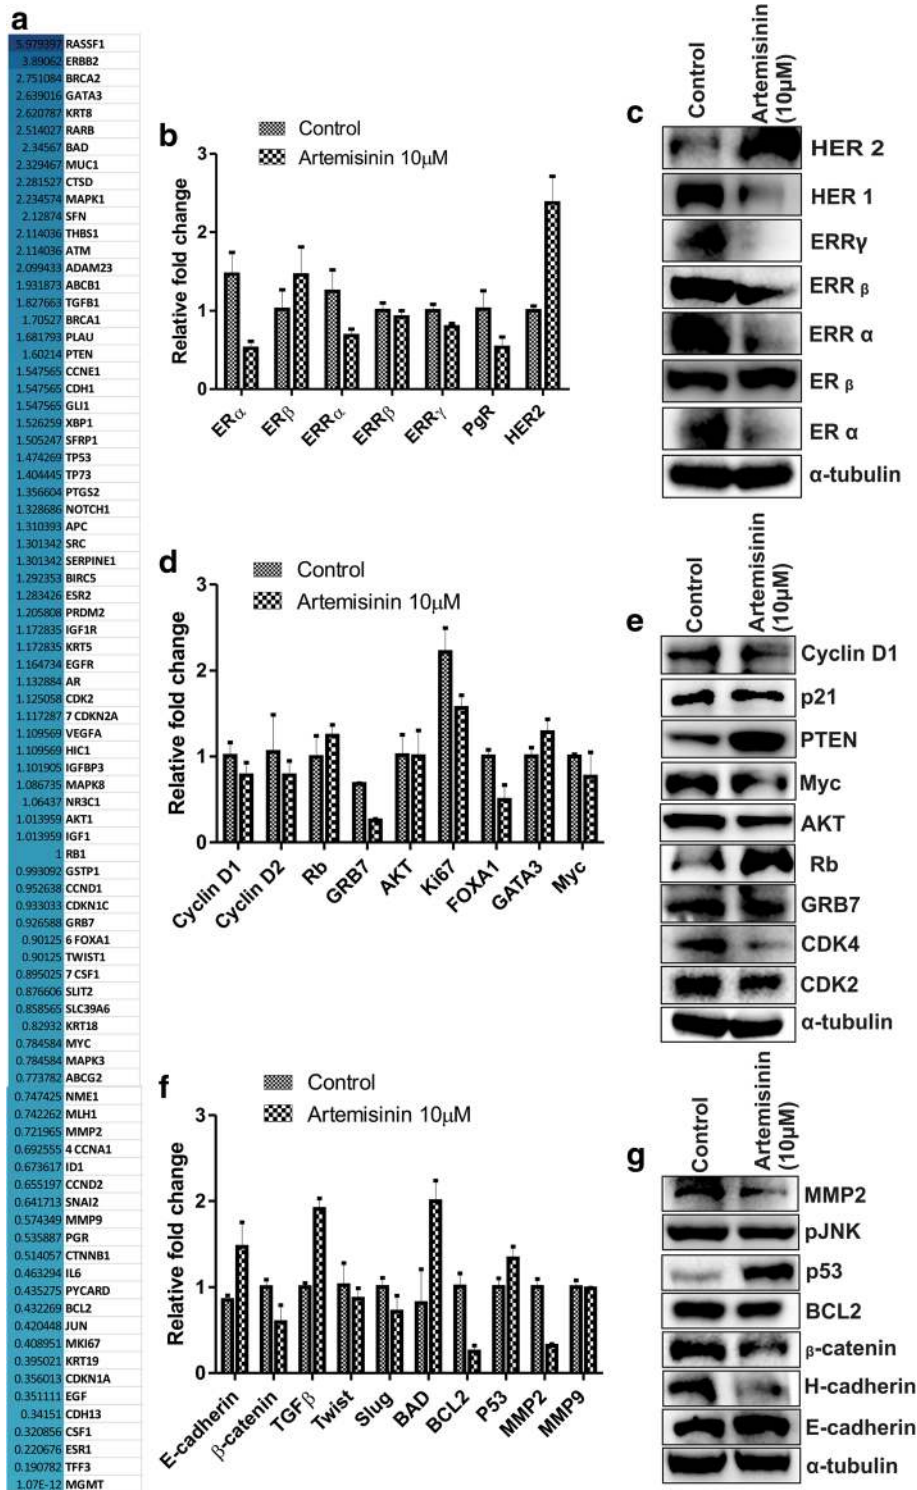 a
5.979397 RASSF1
3.89062 ERBB2
2.751084 BRCA2
2.639016 GATA3
2.620787 KRT8
2.514027 RARB
2.34567 BAD
2.329467 MUC1
2.281527 CTSD
2.234574 MAPK1
2.12874 SFN
2.114036 THBS1
2.114036 ATM
2.099433 ADAM23
1.931873 ABCB1
1.827663 TGFB1
1.70527 BRCA1
1.681793 PLAU
1.60214 PTEN
1.547565 CCNE1
1.547565 CDH1
1.547565 GLI1
1.526259 XBP1
1.505247 SFRP1
1.474269 TP53
1.404445 TP73
1.356604 PTGS2
1.328686 NOTCH1
1.310393 APC
1.301342 SRC
1.301342 SERPINE1
1.292353 BIRC5
1.283426 ESR2
1.205808 PRDM2
1.172835 IGF1R
1.172835 KRT5
1.164734 EGFR
1.132884 AR
1.125058 CDK2
1.117287 7 CDKN2A
1.109569 VEGFA
1.109569 HIC1
1.101905 IGFBP3
1.086735 MAPK8
1.06437 NR3C1
1.013959 AKT1
1.013959 IGF1
1 RB1
0.993092 GSTP1
0.952638 CCND1
0.933033 CDKN1C
0.926588 GRB7
0.90125 6 FOXA1
0.90125 TWIST1
0.895025 7 CSF1
0.876606 SLIT2
0.858565 SLC39A6
0.82932 KRT18
0.784584 MYC
0.784584 MAPK3
0.773782 ABCG2
0.747425 NME1
0.742262 MLH1
0.721965 MMP2
0.692555 4 CCNA1
0.673617 ID1
0.655197 CCND2
0.641713 SNAI2
0.574349 MMP9
0.535887 PGR
0.514057 CTNNB1
0.463294 IL6
0.435275 PYCARD
0.432269 BCL2
0.420448 JUN
0.408951 MKI67
0.395021 KRT19
0.356013 CDKN1A
0.351111 EGF
0.34151 CDH13
0.320856 CSF1
0.220676 ESR1
0.190782 TFF3
1.07E-12 MGMT
b
Control
Artemisinin 10μM
Relative fold change
3
2
1
0
ERα ERβ ERRα ERRβ ERRγ PgR HER2
c
Control
Artemisinin (10μM)
HER 2
HER 1
ERRγ
ERR β
ERR α
ER β
ER α
α-tubulin
d
Control
Artemisinin 10μM
Relative fold change
3
2
1
0
Cyclin D1 Cyclin D2 Rb GRB7 AKT Ki67 FOXA1 GATA3 Myc
e
Control
Artemisinin (10μM)
Cyclin D1
p21
PTEN
Myc
AKT
Rb
GRB7
CDK4
CDK2
α-tubulin
f
Control
Artemisinin 10μM
Relative fold change
3
2
1
0
E-cadherin β-catenin TGFβ Twist Slug BAD BCL2 P53 MMP2 MMP9
g
Control
Artemisinin (10μM)
MMP2
pJNK
p53
BCL2
β-catenin
H-cadherin
E-cadherin
α-tubulin